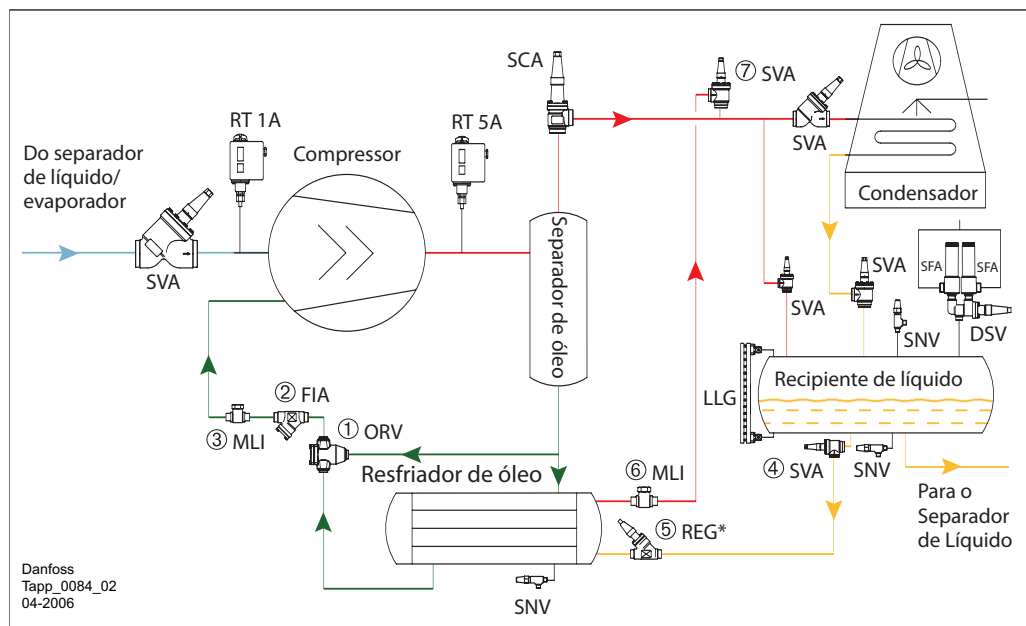 SCA
⑦ SVA
RT 1A
RT 5A
Compressor
SVA
Condensador
Do separador
de líquido/
evaporador
SVA
Separador de óleo
SVA
SFA
SFA
SVA
SNV
DSV
Recipiente de líquido
LLG
② FIA
③ MLI
① ORV
④ SVA
SNV
Resfriador de óleo
⑥ MLI
⑤ REG*
Para o
Separador
de Líquido
SNV
Danfoss
Tapp_0084_02
04-2006